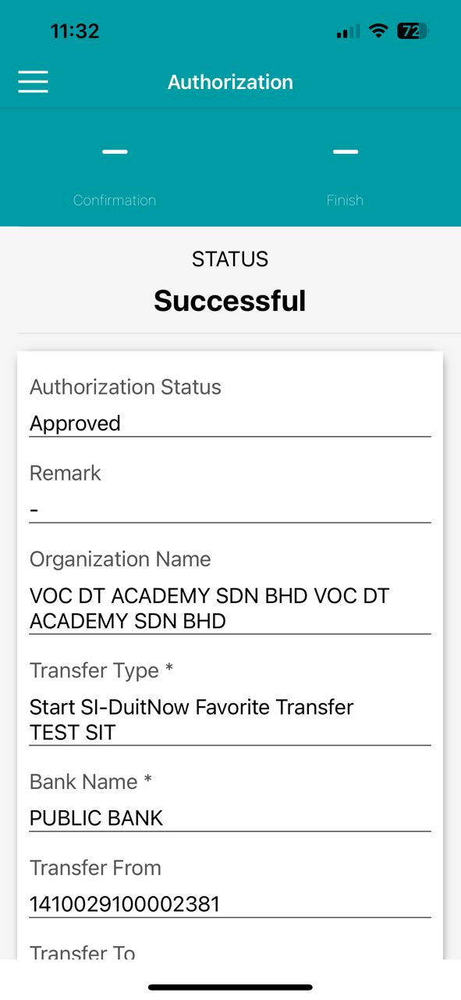 11:32
72
Authorization
Confirmation
Finish
STATUS
Successful
Authorization Status
Approved
Remark
-
Organization Name
VOC DT ACADEMY SDN BHD VOC DT
ACADEMY SDN BHD
Transfer Type *
Start SI-DuitNow Favorite Transfer
TEST SIT
Bank Name *
PUBLIC BANK
Transfer From
1410029100002381
Transfer To